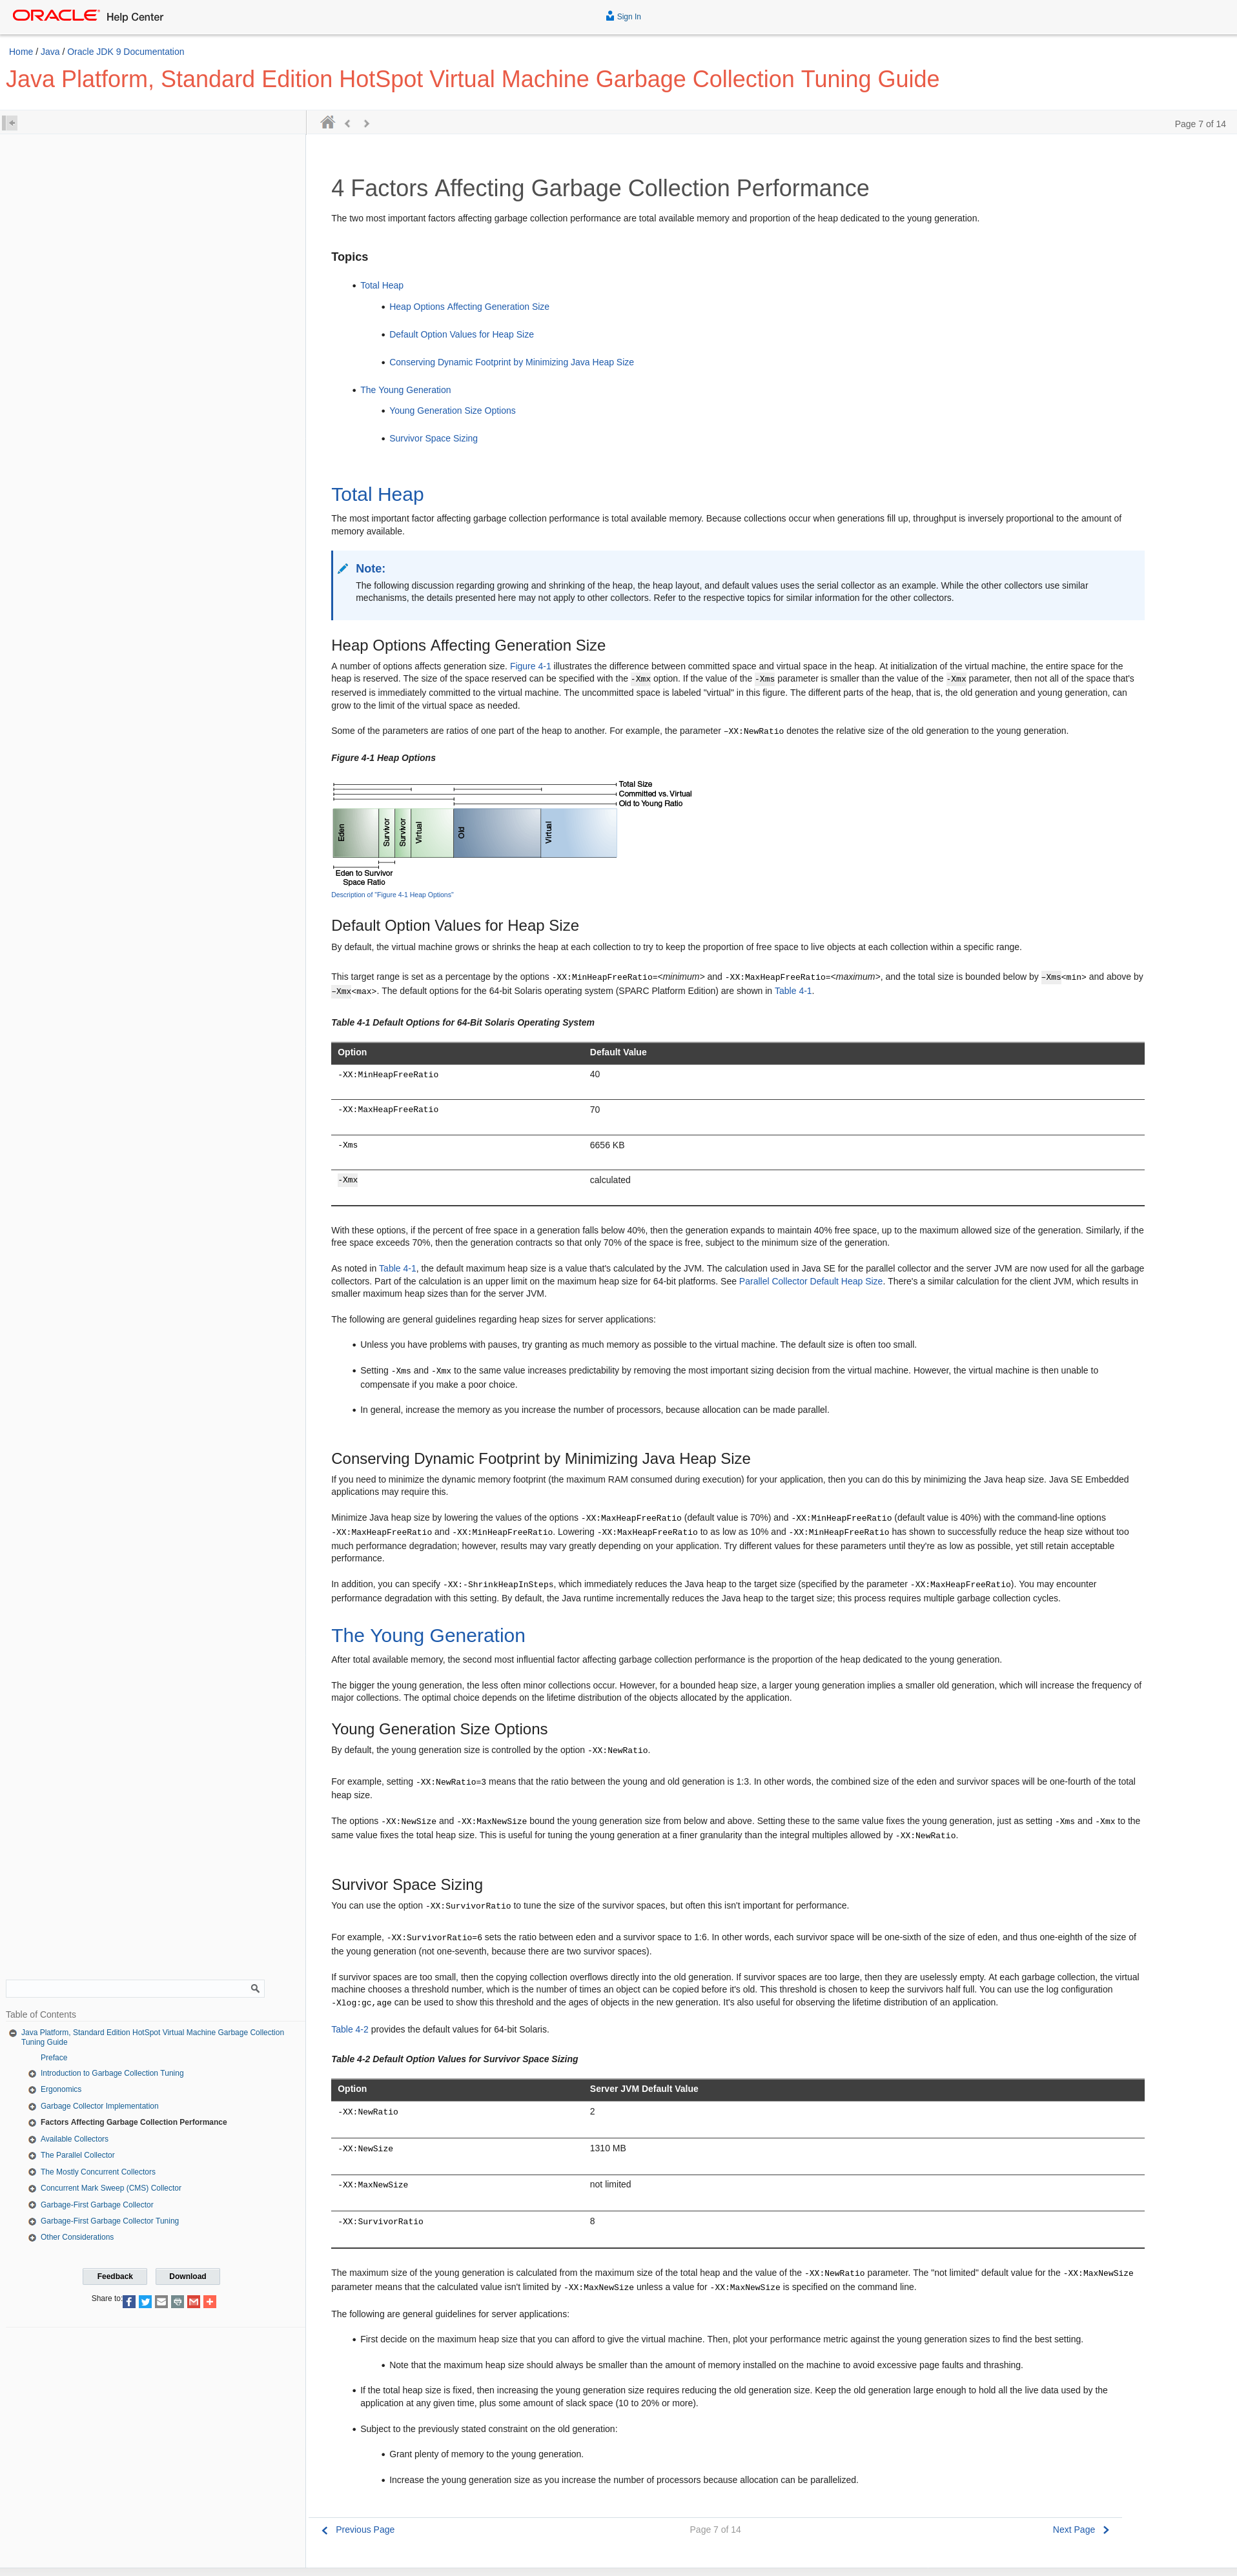 ORACLE Help Center
Sign In
Home / Java / Oracle JDK 9 Documentation
Java Platform, Standard Edition HotSpot Virtual Machine Garbage Collection Tuning Guide
Page 7 of 14
4 Factors Affecting Garbage Collection Performance
The two most important factors affecting garbage collection performance are total available memory and proportion of the heap dedicated to the young generation.
Topics
• Total Heap
• Heap Options Affecting Generation Size
• Default Option Values for Heap Size
• Conserving Dynamic Footprint by Minimizing Java Heap Size
• The Young Generation
• Young Generation Size Options
• Survivor Space Sizing
Total Heap
The most important factor affecting garbage collection performance is total available memory. Because collections occur when generations fill up, throughput is inversely proportional to the amount of
memory available.
Note:
The following discussion regarding growing and shrinking of the heap, the heap layout, and default values uses the serial collector as an example. While the other collectors use similar
mechanisms, the details presented here may not apply to other collectors. Refer to the respective topics for similar information for the other collectors.
Heap Options Affecting Generation Size
A number of options affects generation size. Figure 4-1 illustrates the difference between committed space and virtual space in the heap. At initialization of the virtual machine, the entire space for the
heap is reserved. The size of the space reserved can be specified with the -Xmx option. If the value of the -Xms parameter is smaller than the value of the -Xmx parameter, then not all of the space that's
reserved is immediately committed to the virtual machine. The uncommitted space is labeled "virtual" in this figure. The different parts of the heap, that is, the old generation and young generation, can
grow to the limit of the virtual space as needed.
Some of the parameters are ratios of one part of the heap to another. For example, the parameter –XX:NewRatio denotes the relative size of the old generation to the young generation.
Figure 4-1 Heap Options
Total Size
Committed vs. Virtual
Old to Young Ratio
Eden
Survivor
Survivor
Virtual
Old
Virtual
Eden to Survivor
Space Ratio
Description of "Figure 4-1 Heap Options"
Default Option Values for Heap Size
By default, the virtual machine grows or shrinks the heap at each collection to try to keep the proportion of free space to live objects at each collection within a specific range.
This target range is set as a percentage by the options -XX:MinHeapFreeRatio=<minimum> and -XX:MaxHeapFreeRatio=<maximum>, and the total size is bounded below by –Xms<min> and above by
–Xmx<max>. The default options for the 64-bit Solaris operating system (SPARC Platform Edition) are shown in Table 4-1.
Table 4-1 Default Options for 64-Bit Solaris Operating System
Option Default Value
-XX:MinHeapFreeRatio 40
-XX:MaxHeapFreeRatio 70
-Xms 6656 KB
-Xmx calculated
With these options, if the percent of free space in a generation falls below 40%, then the generation expands to maintain 40% free space, up to the maximum allowed size of the generation. Similarly, if the
free space exceeds 70%, then the generation contracts so that only 70% of the space is free, subject to the minimum size of the generation.
As noted in Table 4-1, the default maximum heap size is a value that's calculated by the JVM. The calculation used in Java SE for the parallel collector and the server JVM are now used for all the garbage
collectors. Part of the calculation is an upper limit on the maximum heap size for 64-bit platforms. See Parallel Collector Default Heap Size. There's a similar calculation for the client JVM, which results in
smaller maximum heap sizes than for the server JVM.
The following are general guidelines regarding heap sizes for server applications:
• Unless you have problems with pauses, try granting as much memory as possible to the virtual machine. The default size is often too small.
• Setting -Xms and -Xmx to the same value increases predictability by removing the most important sizing decision from the virtual machine. However, the virtual machine is then unable to
compensate if you make a poor choice.
• In general, increase the memory as you increase the number of processors, because allocation can be made parallel.
Conserving Dynamic Footprint by Minimizing Java Heap Size
If you need to minimize the dynamic memory footprint (the maximum RAM consumed during execution) for your application, then you can do this by minimizing the Java heap size. Java SE Embedded
applications may require this.
Minimize Java heap size by lowering the values of the options -XX:MaxHeapFreeRatio (default value is 70%) and -XX:MinHeapFreeRatio (default value is 40%) with the command-line options
-XX:MaxHeapFreeRatio and -XX:MinHeapFreeRatio. Lowering -XX:MaxHeapFreeRatio to as low as 10% and -XX:MinHeapFreeRatio has shown to successfully reduce the heap size without too
much performance degradation; however, results may vary greatly depending on your application. Try different values for these parameters until they're as low as possible, yet still retain acceptable
performance.
In addition, you can specify -XX:-ShrinkHeapInSteps, which immediately reduces the Java heap to the target size (specified by the parameter -XX:MaxHeapFreeRatio). You may encounter
performance degradation with this setting. By default, the Java runtime incrementally reduces the Java heap to the target size; this process requires multiple garbage collection cycles.
The Young Generation
After total available memory, the second most influential factor affecting garbage collection performance is the proportion of the heap dedicated to the young generation.
The bigger the young generation, the less often minor collections occur. However, for a bounded heap size, a larger young generation implies a smaller old generation, which will increase the frequency of
major collections. The optimal choice depends on the lifetime distribution of the objects allocated by the application.
Young Generation Size Options
By default, the young generation size is controlled by the option -XX:NewRatio.
For example, setting -XX:NewRatio=3 means that the ratio between the young and old generation is 1:3. In other words, the combined size of the eden and survivor spaces will be one-fourth of the total
heap size.
The options -XX:NewSize and -XX:MaxNewSize bound the young generation size from below and above. Setting these to the same value fixes the young generation, just as setting -Xms and -Xmx to the
same value fixes the total heap size. This is useful for tuning the young generation at a finer granularity than the integral multiples allowed by -XX:NewRatio.
Survivor Space Sizing
You can use the option -XX:SurvivorRatio to tune the size of the survivor spaces, but often this isn't important for performance.
For example, -XX:SurvivorRatio=6 sets the ratio between eden and a survivor space to 1:6. In other words, each survivor space will be one-sixth of the size of eden, and thus one-eighth of the size of
the young generation (not one-seventh, because there are two survivor spaces).
If survivor spaces are too small, then the copying collection overflows directly into the old generation. If survivor spaces are too large, then they are uselessly empty. At each garbage collection, the virtual
machine chooses a threshold number, which is the number of times an object can be copied before it's old. This threshold is chosen to keep the survivors half full. You can use the log configuration
-Xlog:gc,age can be used to show this threshold and the ages of objects in the new generation. It's also useful for observing the lifetime distribution of an application.
Table 4-2 provides the default values for 64-bit Solaris.
Table 4-2 Default Option Values for Survivor Space Sizing
Option Server JVM Default Value
-XX:NewRatio 2
-XX:NewSize 1310 MB
-XX:MaxNewSize not limited
-XX:SurvivorRatio 8
The maximum size of the young generation is calculated from the maximum size of the total heap and the value of the -XX:NewRatio parameter. The "not limited" default value for the -XX:MaxNewSize
parameter means that the calculated value isn't limited by -XX:MaxNewSize unless a value for -XX:MaxNewSize is specified on the command line.
The following are general guidelines for server applications:
• First decide on the maximum heap size that you can afford to give the virtual machine. Then, plot your performance metric against the young generation sizes to find the best setting.
• Note that the maximum heap size should always be smaller than the amount of memory installed on the machine to avoid excessive page faults and thrashing.
• If the total heap size is fixed, then increasing the young generation size requires reducing the old generation size. Keep the old generation large enough to hold all the live data used by the
application at any given time, plus some amount of slack space (10 to 20% or more).
• Subject to the previously stated constraint on the old generation:
• Grant plenty of memory to the young generation.
• Increase the young generation size as you increase the number of processors because allocation can be parallelized.
Previous Page
Page 7 of 14
Next Page
Table of Contents
Java Platform, Standard Edition HotSpot Virtual Machine Garbage Collection
Tuning Guide
Preface
Introduction to Garbage Collection Tuning
Ergonomics
Garbage Collector Implementation
Factors Affecting Garbage Collection Performance
Available Collectors
The Parallel Collector
The Mostly Concurrent Collectors
Concurrent Mark Sweep (CMS) Collector
Garbage-First Garbage Collector
Garbage-First Garbage Collector Tuning
Other Considerations
Feedback
Download
Share to: